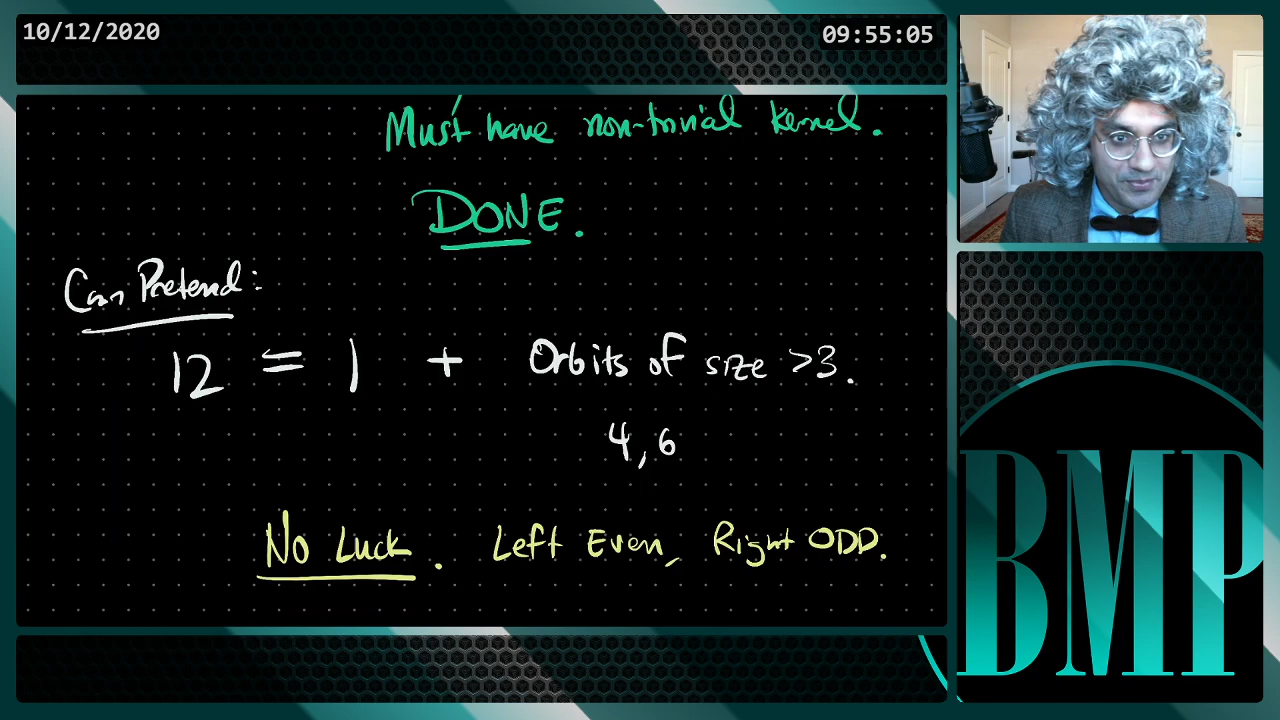 10/12/2020
09:55:05
Must have non-trivial kernel.
DONE.
Can Pretend:
12 = 1 + Orbits of size >3.
4, 6
No Luck. Left Even, Right ODD.
BMP